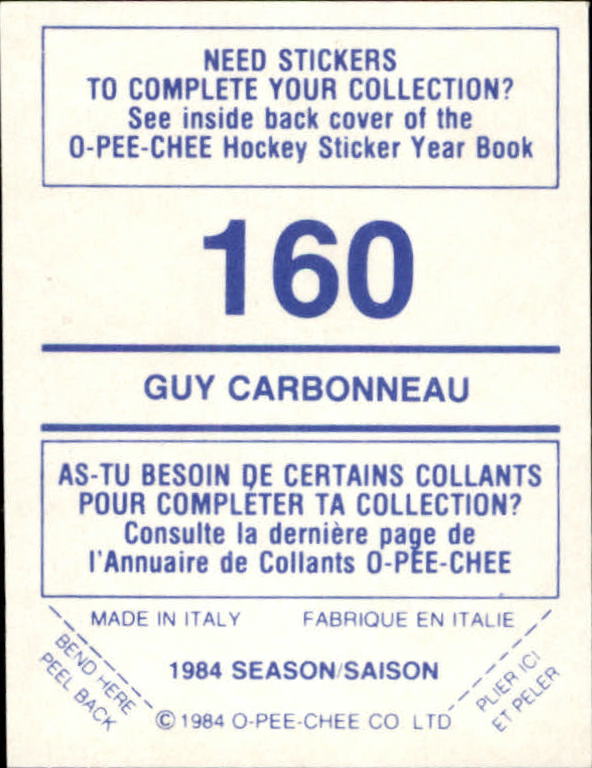 NEED STICKERS
TO COMPLETE YOUR COLLECTION?
See inside back cover of the
O-PEE-CHEE Hockey Sticker Year Book
160
GUY CARBONNEAU
AS-TU BESOIN DE CERTAINS COLLANTS
POUR COMPLÉTER TA COLLECTION?
Consulte la dernière page de
l'Annuaire de Collants O-PEE-CHEE
MADE IN ITALY FABRIQUE EN ITALIE
BEND HERE
PEEL BACK
1984 SEASON/SAISON
PLIER ICI
ET PELER
© 1984 O-PEE-CHEE CO LTD